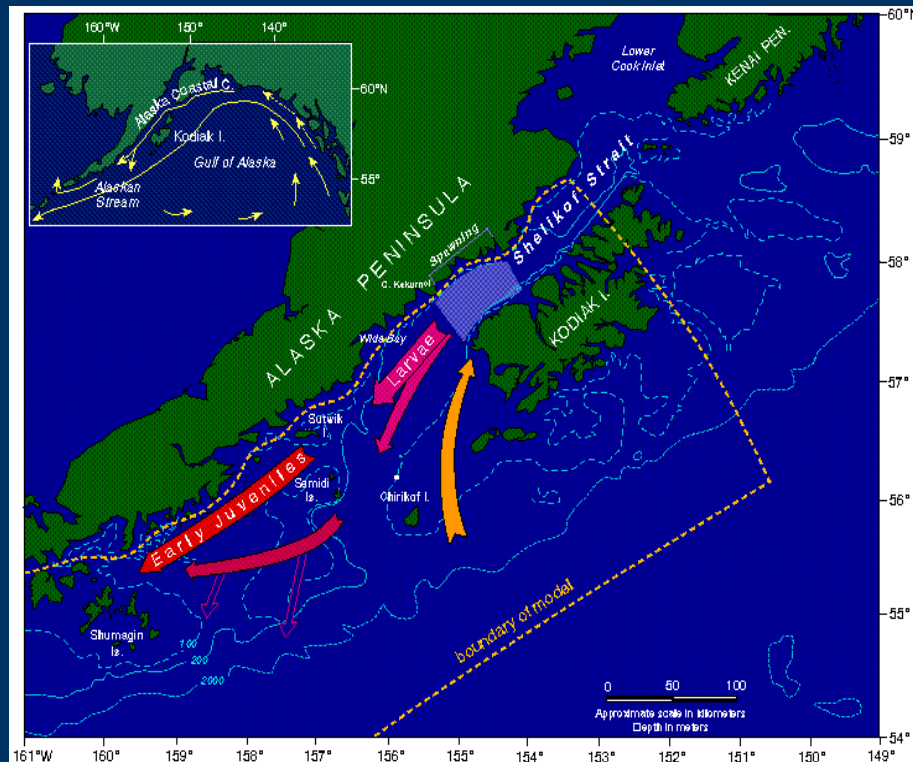 160°W 150° 140°
60°N
Lower
Cook Inlet
KENAI PEN.
60°N
Alaska Coastal C.
Kodiak I.
Gulf of Alaska
55°
Alaskan
Stream
59°
Shelikof Strait
ALASKA PENINSULA
Spawning
58°
C. Kekurnoi
KODIAK I.
Wide Bay
Larvae
57°
Sutwik
I.
Semidi
Is.
Chirikof I.
56°
Early Juveniles
boundary of model
55°
Shumagin
Is.
100
200
2000
0 50 100
Approximate scale in kilometers
Depth in meters
54°
161°W 160° 159° 158° 157° 156° 155° 154° 153° 152° 151° 150° 149°